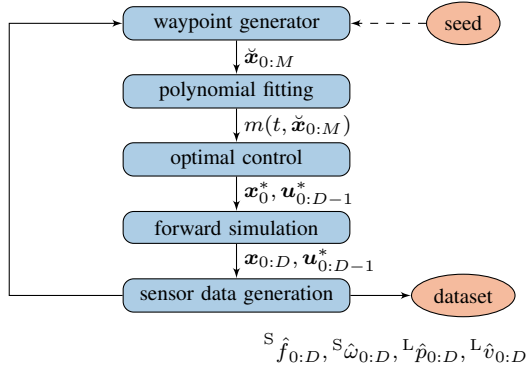 waypoint generator
seed
x̆₀:M
polynomial fitting
m(t, x̆₀:M)
optimal control
x*₀, u*₀:D−1
forward simulation
x₀:D, u*₀:D−1
sensor data generation
dataset
ˢf̂₀:D, ˢω̂₀:D, ᴸp̂₀:D, ᴸv̂₀:D